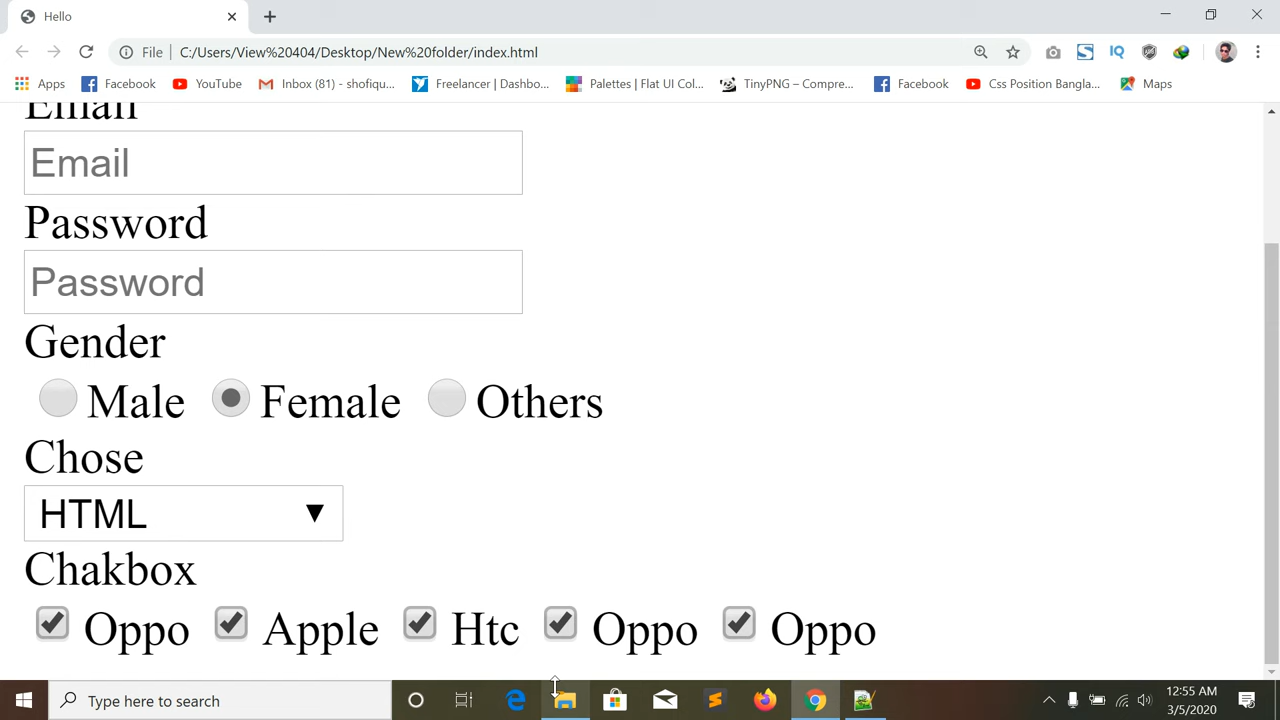 Hello
File C:/Users/View%20404/Desktop/New%20folder/index.html
Apps Facebook YouTube Inbox (81) - shofiqu... Freelancer | Dashbo... Palettes | Flat UI Col... TinyPNG – Compre... Facebook Css Position Bangla... Maps
Email
Email
Password
Password
Gender
Male Female Others
Chose
HTML
Chakbox
Oppo Apple Htc Oppo Oppo
Type here to search
12:55 AM
3/5/2020